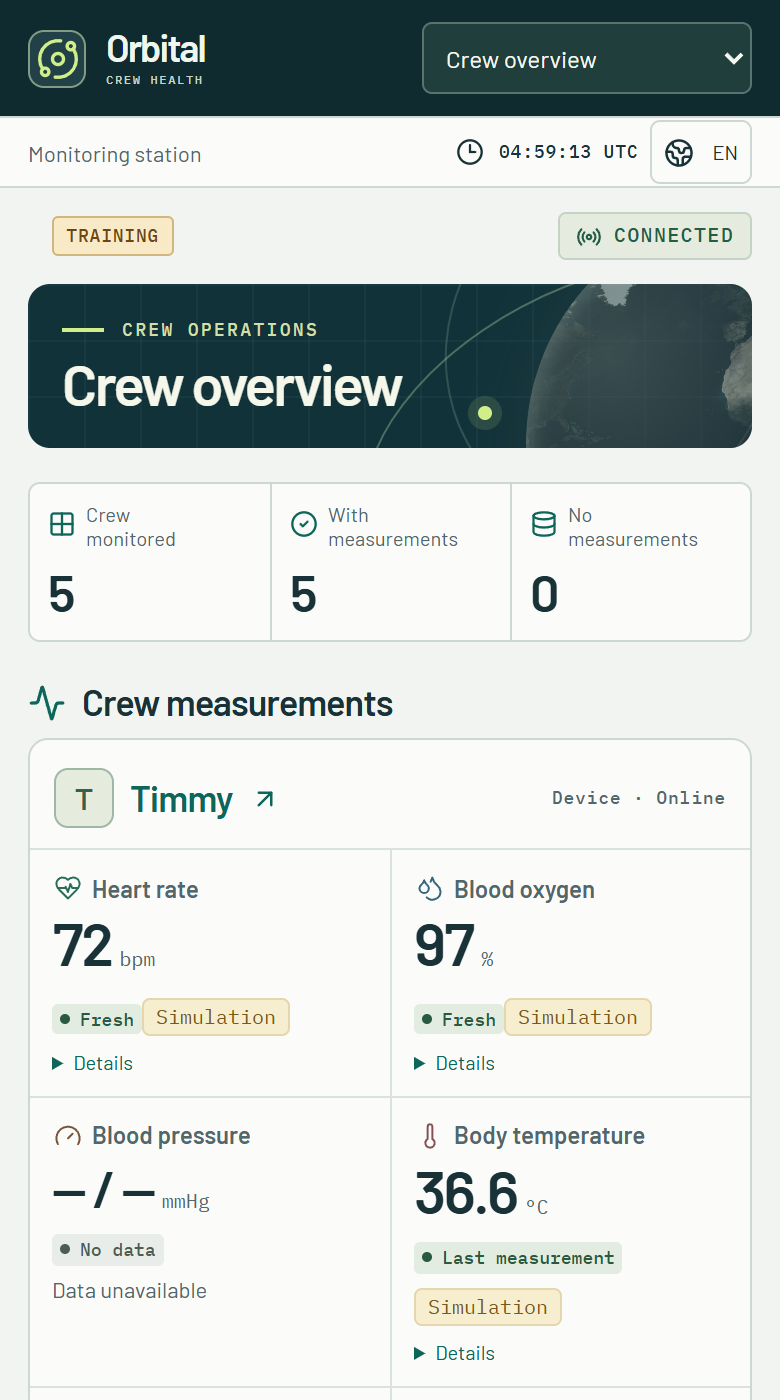 Orbital
CREW HEALTH
Crew overview
Monitoring station
04:59:13 UTC
EN
TRAINING
CONNECTED
CREW OPERATIONS
Crew overview
Crew
monitored
5
With
measurements
5
No
measurements
0
Crew measurements
T
Timmy
Device · Online
Heart rate
72 bpm
Fresh
Simulation
Details
Blood oxygen
97 %
Fresh
Simulation
Details
Blood pressure
—/— mmHg
No data
Data unavailable
Body temperature
36.6 °C
Last measurement
Simulation
Details